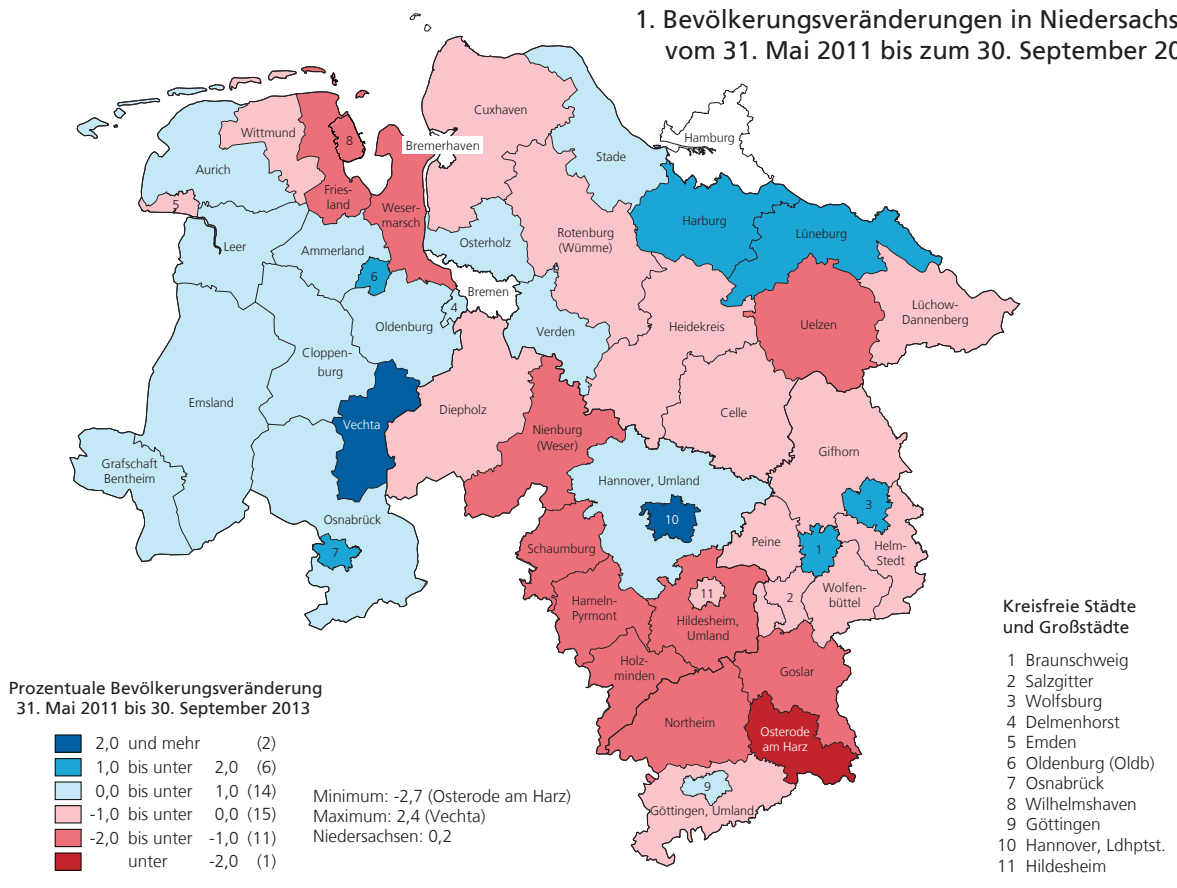 1. Bevölkerungsveränderungen in Niedersachs
vom 31. Mai 2011 bis zum 30. September 20
Cuxhaven
Wittmund
8
Bremerhaven
Hamburg
Stade
Aurich
5
Fries-
land
Weser-
marsch
Harburg
Lüneburg
Rotenburg
(Wümme)
Osterholz
Leer
Ammerland
6
Bremen
4
Oldenburg
Verden
Heidekreis
Uelzen
Lüchow-
Dannenberg
Cloppen-
burg
Emsland
Vechta
Diepholz
Celle
Nienburg
(Weser)
Gifhorn
Grafschaft
Bentheim
Hannover, Umland
3
Osnabrück
10
7
Schaumburg
Peine
1
Helm-
Stedt
Wolfen-
büttel
2
11
Hameln-
Pyrmont
Hildesheim,
Umland
Holz-
minden
Goslar
Northeim
Osterode
am Harz
9
Göttingen, Umland
Prozentuale Bevölkerungsveränderung
31. Mai 2011 bis 30. September 2013
2,0 und mehr (2)
1,0 bis unter 2,0 (6)
0,0 bis unter 1,0 (14)
-1,0 bis unter 0,0 (15)
-2,0 bis unter -1,0 (11)
unter -2,0 (1)
Minimum: -2,7 (Osterode am Harz)
Maximum: 2,4 (Vechta)
Niedersachsen: 0,2
Kreisfreie Städte
und Großstädte
1 Braunschweig
2 Salzgitter
3 Wolfsburg
4 Delmenhorst
5 Emden
6 Oldenburg (Oldb)
7 Osnabrück
8 Wilhelmshaven
9 Göttingen
10 Hannover, Ldhptst.
11 Hildesheim